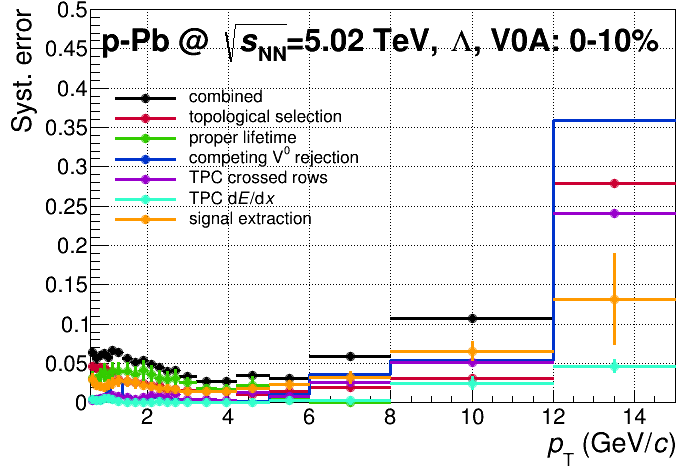 p-Pb @ √sNN=5.02 TeV, Λ, V0A: 0-10%
Syst. error
0.5
0.45
0.4
0.35
0.3
0.25
0.2
0.15
0.1
0.05
0
combined
topological selection
proper lifetime
competing V⁰ rejection
TPC crossed rows
TPC dE/dx
signal extraction
2 4 6 8 10 12 14
pT (GeV/c)